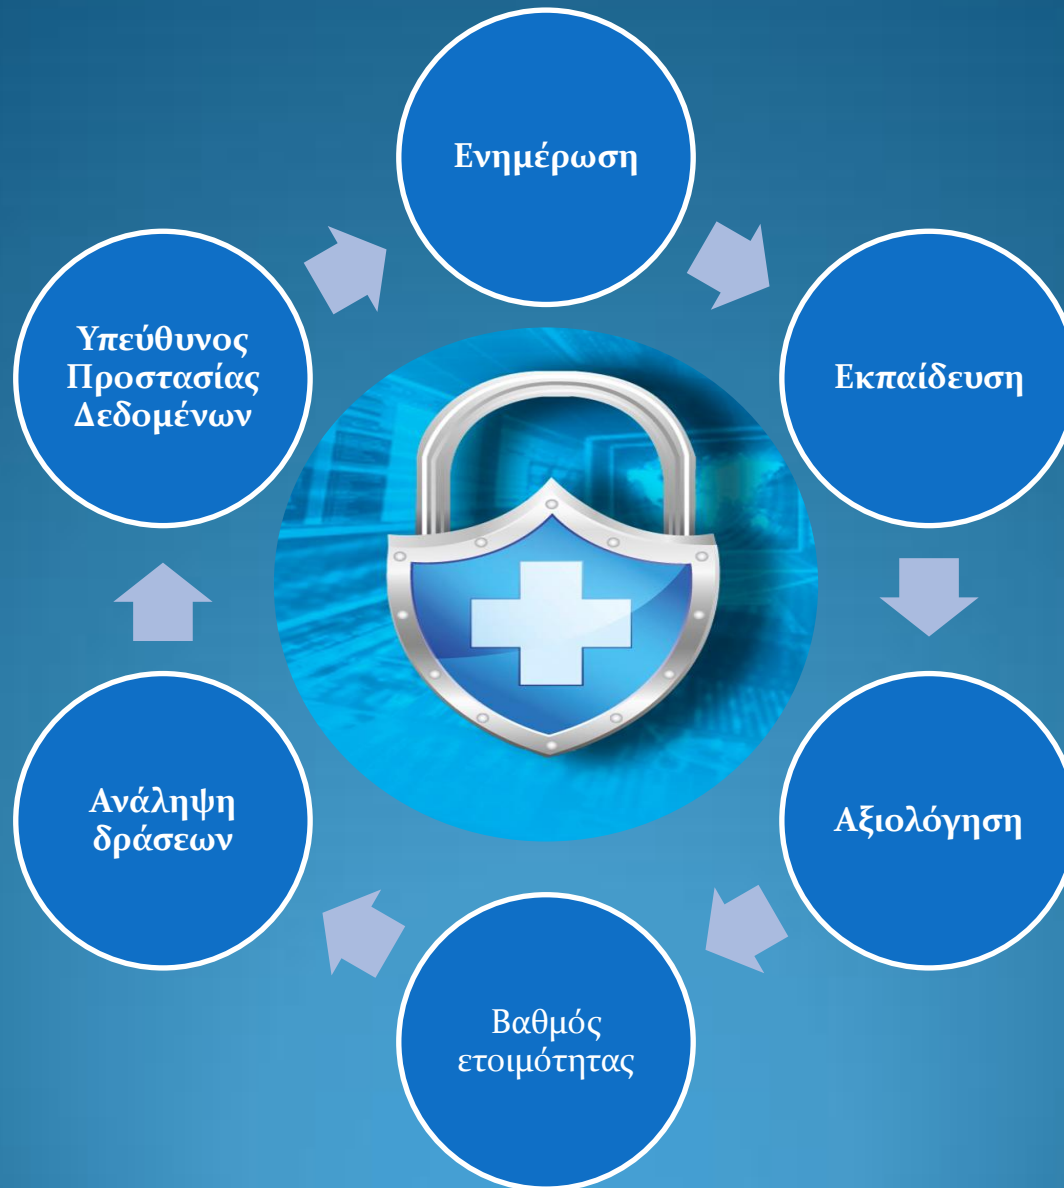 Ενημέρωση
Εκπαίδευση
Αξιολόγηση
Βαθμός
ετοιμότητας
Ανάληψη
δράσεων
Υπεύθυνος
Προστασίας
Δεδομένων